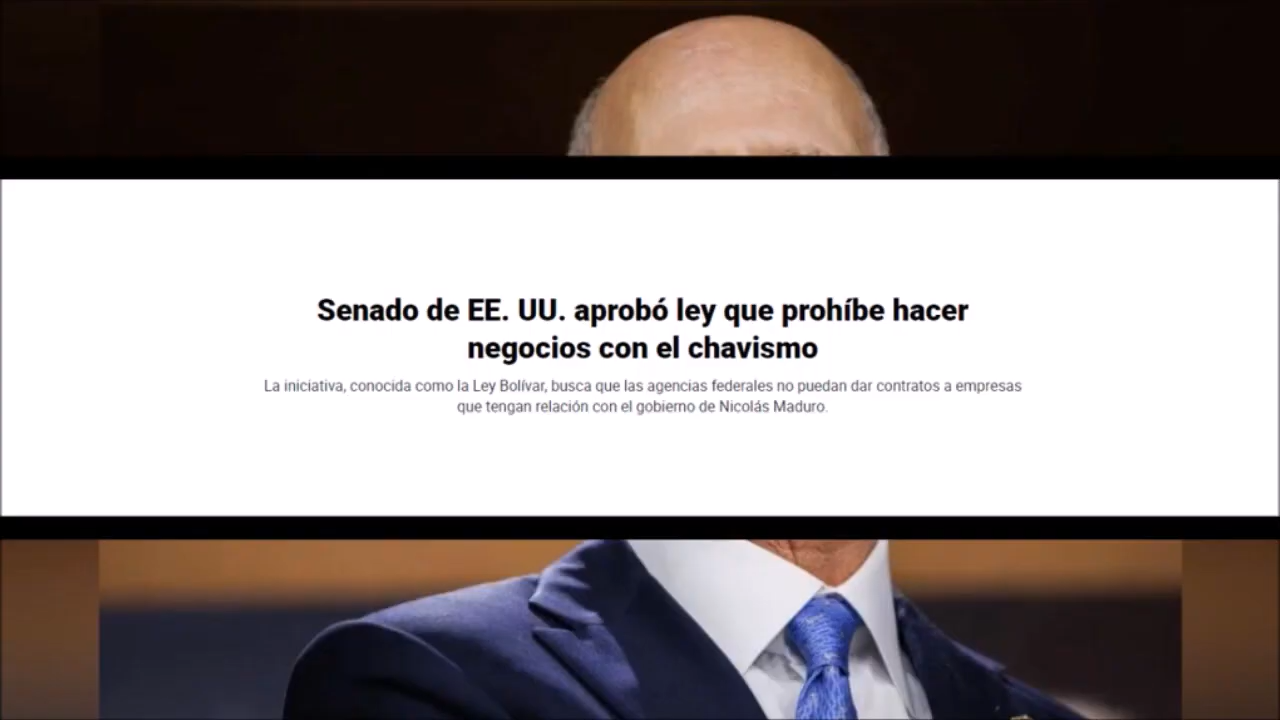 Senado de EE. UU. aprobó ley que prohíbe hacer
negocios con el chavismo
La iniciativa, conocida como la Ley Bolívar, busca que las agencias federales no puedan dar contratos a empresas
que tengan relación con el gobierno de Nicolás Maduro.